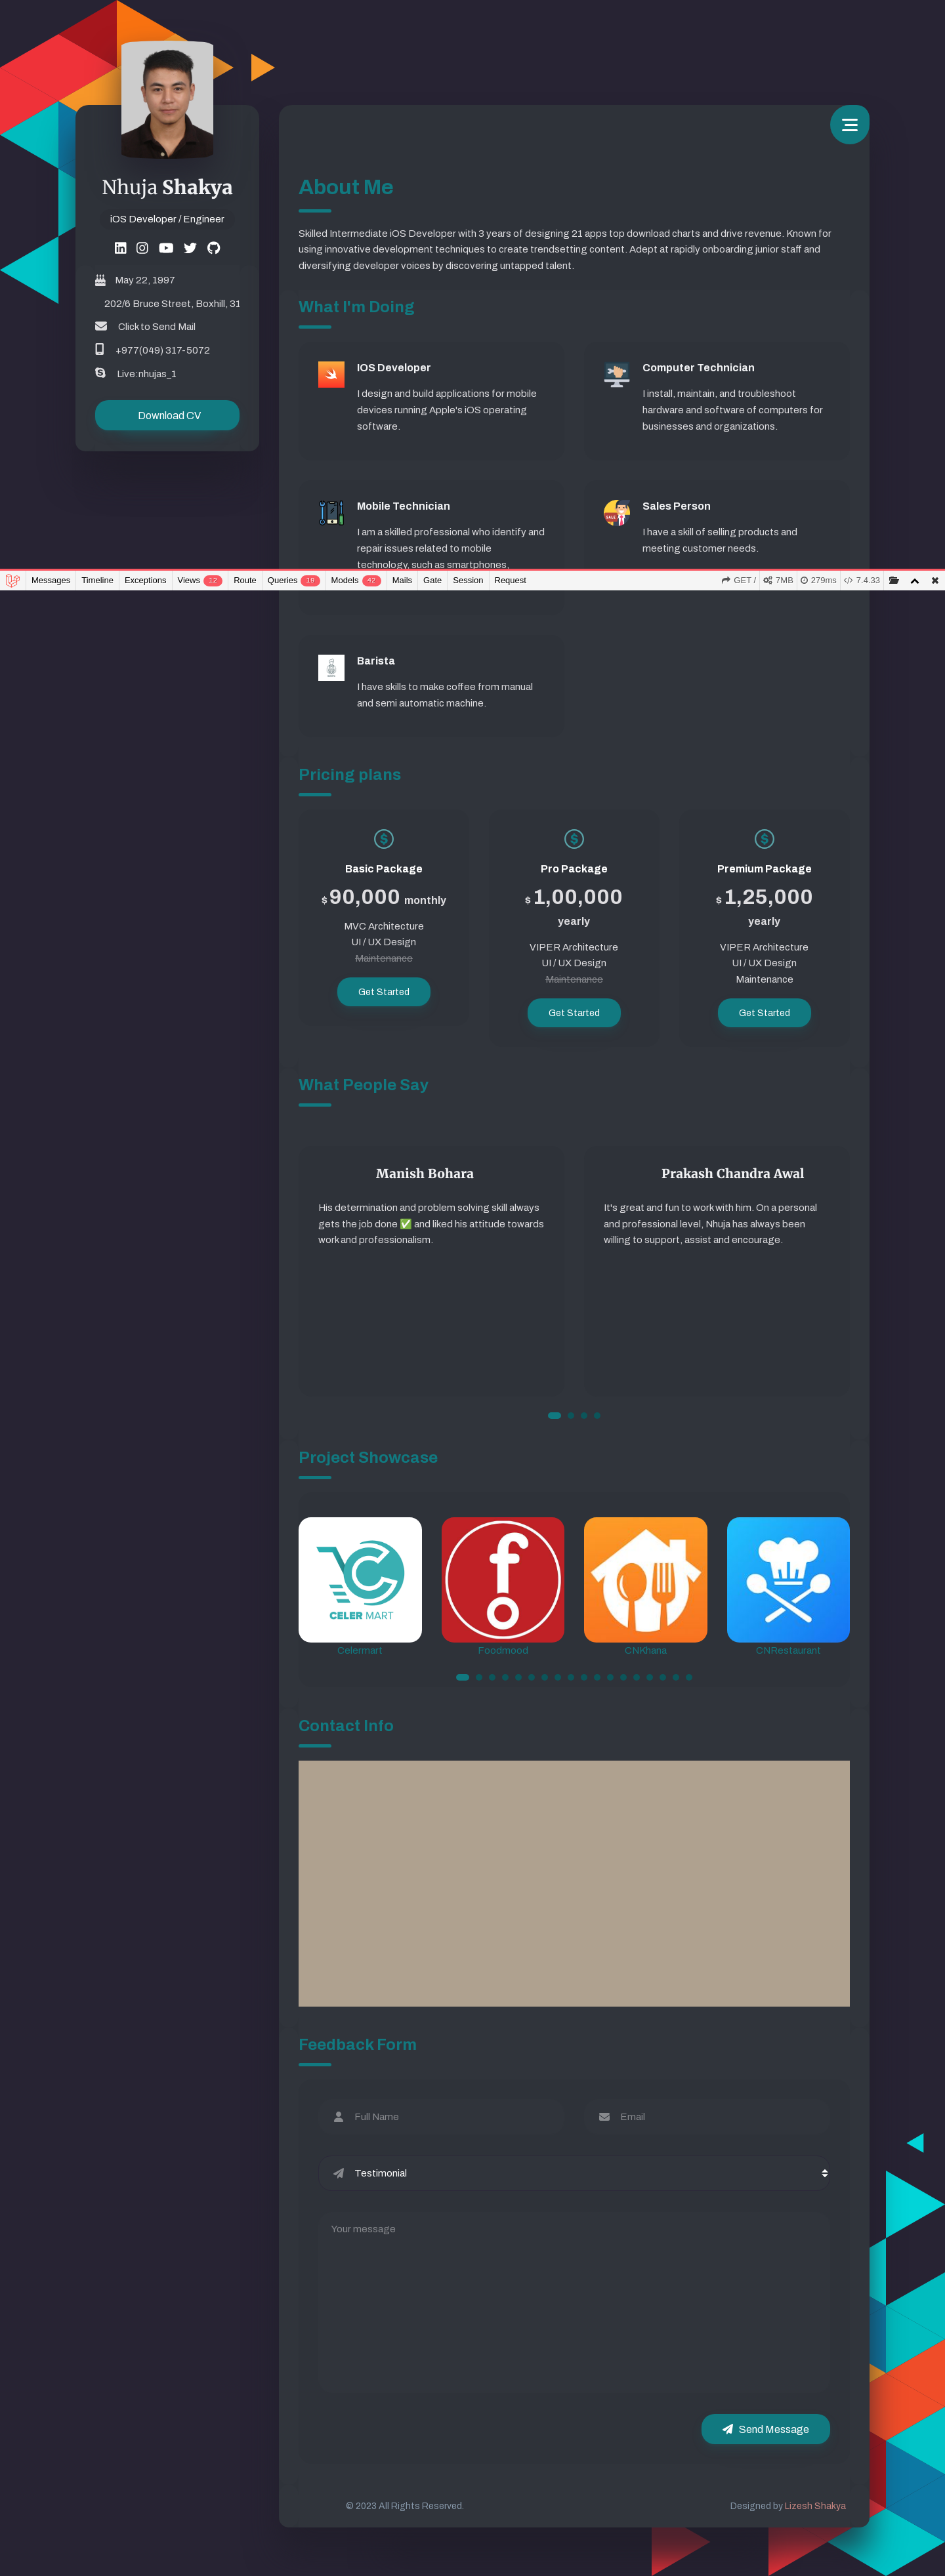 Nhuja Shakya
iOS Developer / Engineer
May 22, 1997
202/6 Bruce Street, Boxhill, 31
Click to Send Mail
+977(049) 317-5072
Live:nhujas_1
Download CV
About Me
Skilled Intermediate iOS Developer with 3 years of designing 21 apps top download charts and drive revenue. Known for
using innovative development techniques to create trendsetting content. Adept at rapidly onboarding junior staff and
diversifying developer voices by discovering untapped talent.
What I'm Doing
IOS Developer
I design and build applications for mobile
devices running Apple's iOS operating
software.
Computer Technician
I install, maintain, and troubleshoot
hardware and software of computers for
businesses and organizations.
Mobile Technician
I am a skilled professional who identify and
repair issues related to mobile
technology, such as smartphones,
Sales Person
I have a skill of selling products and
meeting customer needs.
SALE
Messages Timeline Exceptions Views 12 Route Queries 19 Models 42 Mails Gate Session Request GET / 7MB 279ms 7.4.33
Barista
I have skills to make coffee from manual
and semi automatic machine.
Pricing plans
Basic Package
$ 90,000 monthly
MVC Architecture
UI / UX Design
Maintenance
Get Started
Pro Package
$ 1,00,000
yearly
VIPER Architecture
UI / UX Design
Maintenance
Get Started
Premium Package
$ 1,25,000
yearly
VIPER Architecture
UI / UX Design
Maintenance
Get Started
What People Say
Manish Bohara
His determination and problem solving skill always
gets the job done ✅ and liked his attitude towards
work and professionalism.
Prakash Chandra Awal
It's great and fun to work with him. On a personal
and professional level, Nhuja has always been
willing to support, assist and encourage.
Project Showcase
CELER MART
Celermart
fo
Foodmood
CNKhana
CNRestaurant
Contact Info
Feedback Form
Full Name
Email
Testimonial
Your message
Send Message
© 2023 All Rights Reserved.
Designed by Lizesh Shakya